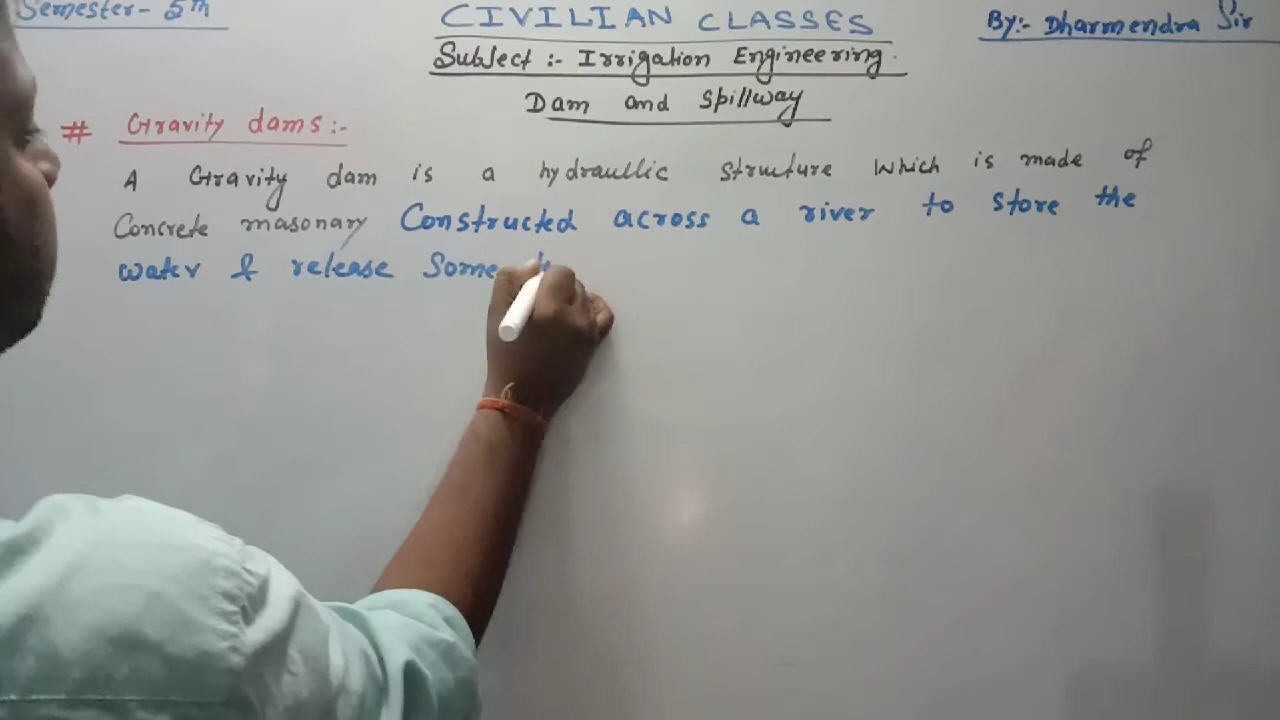 Semester- 5th
CIVILIAN CLASSES
By:- Dharmendra Sir
Subject :- Irrigation Engineering.
Dam and Spillway
# Gravity dams :-
A Gravity dam is a hydraullic structure which is made of
Concrete masonary Constructed across a river to store the
water & release Some